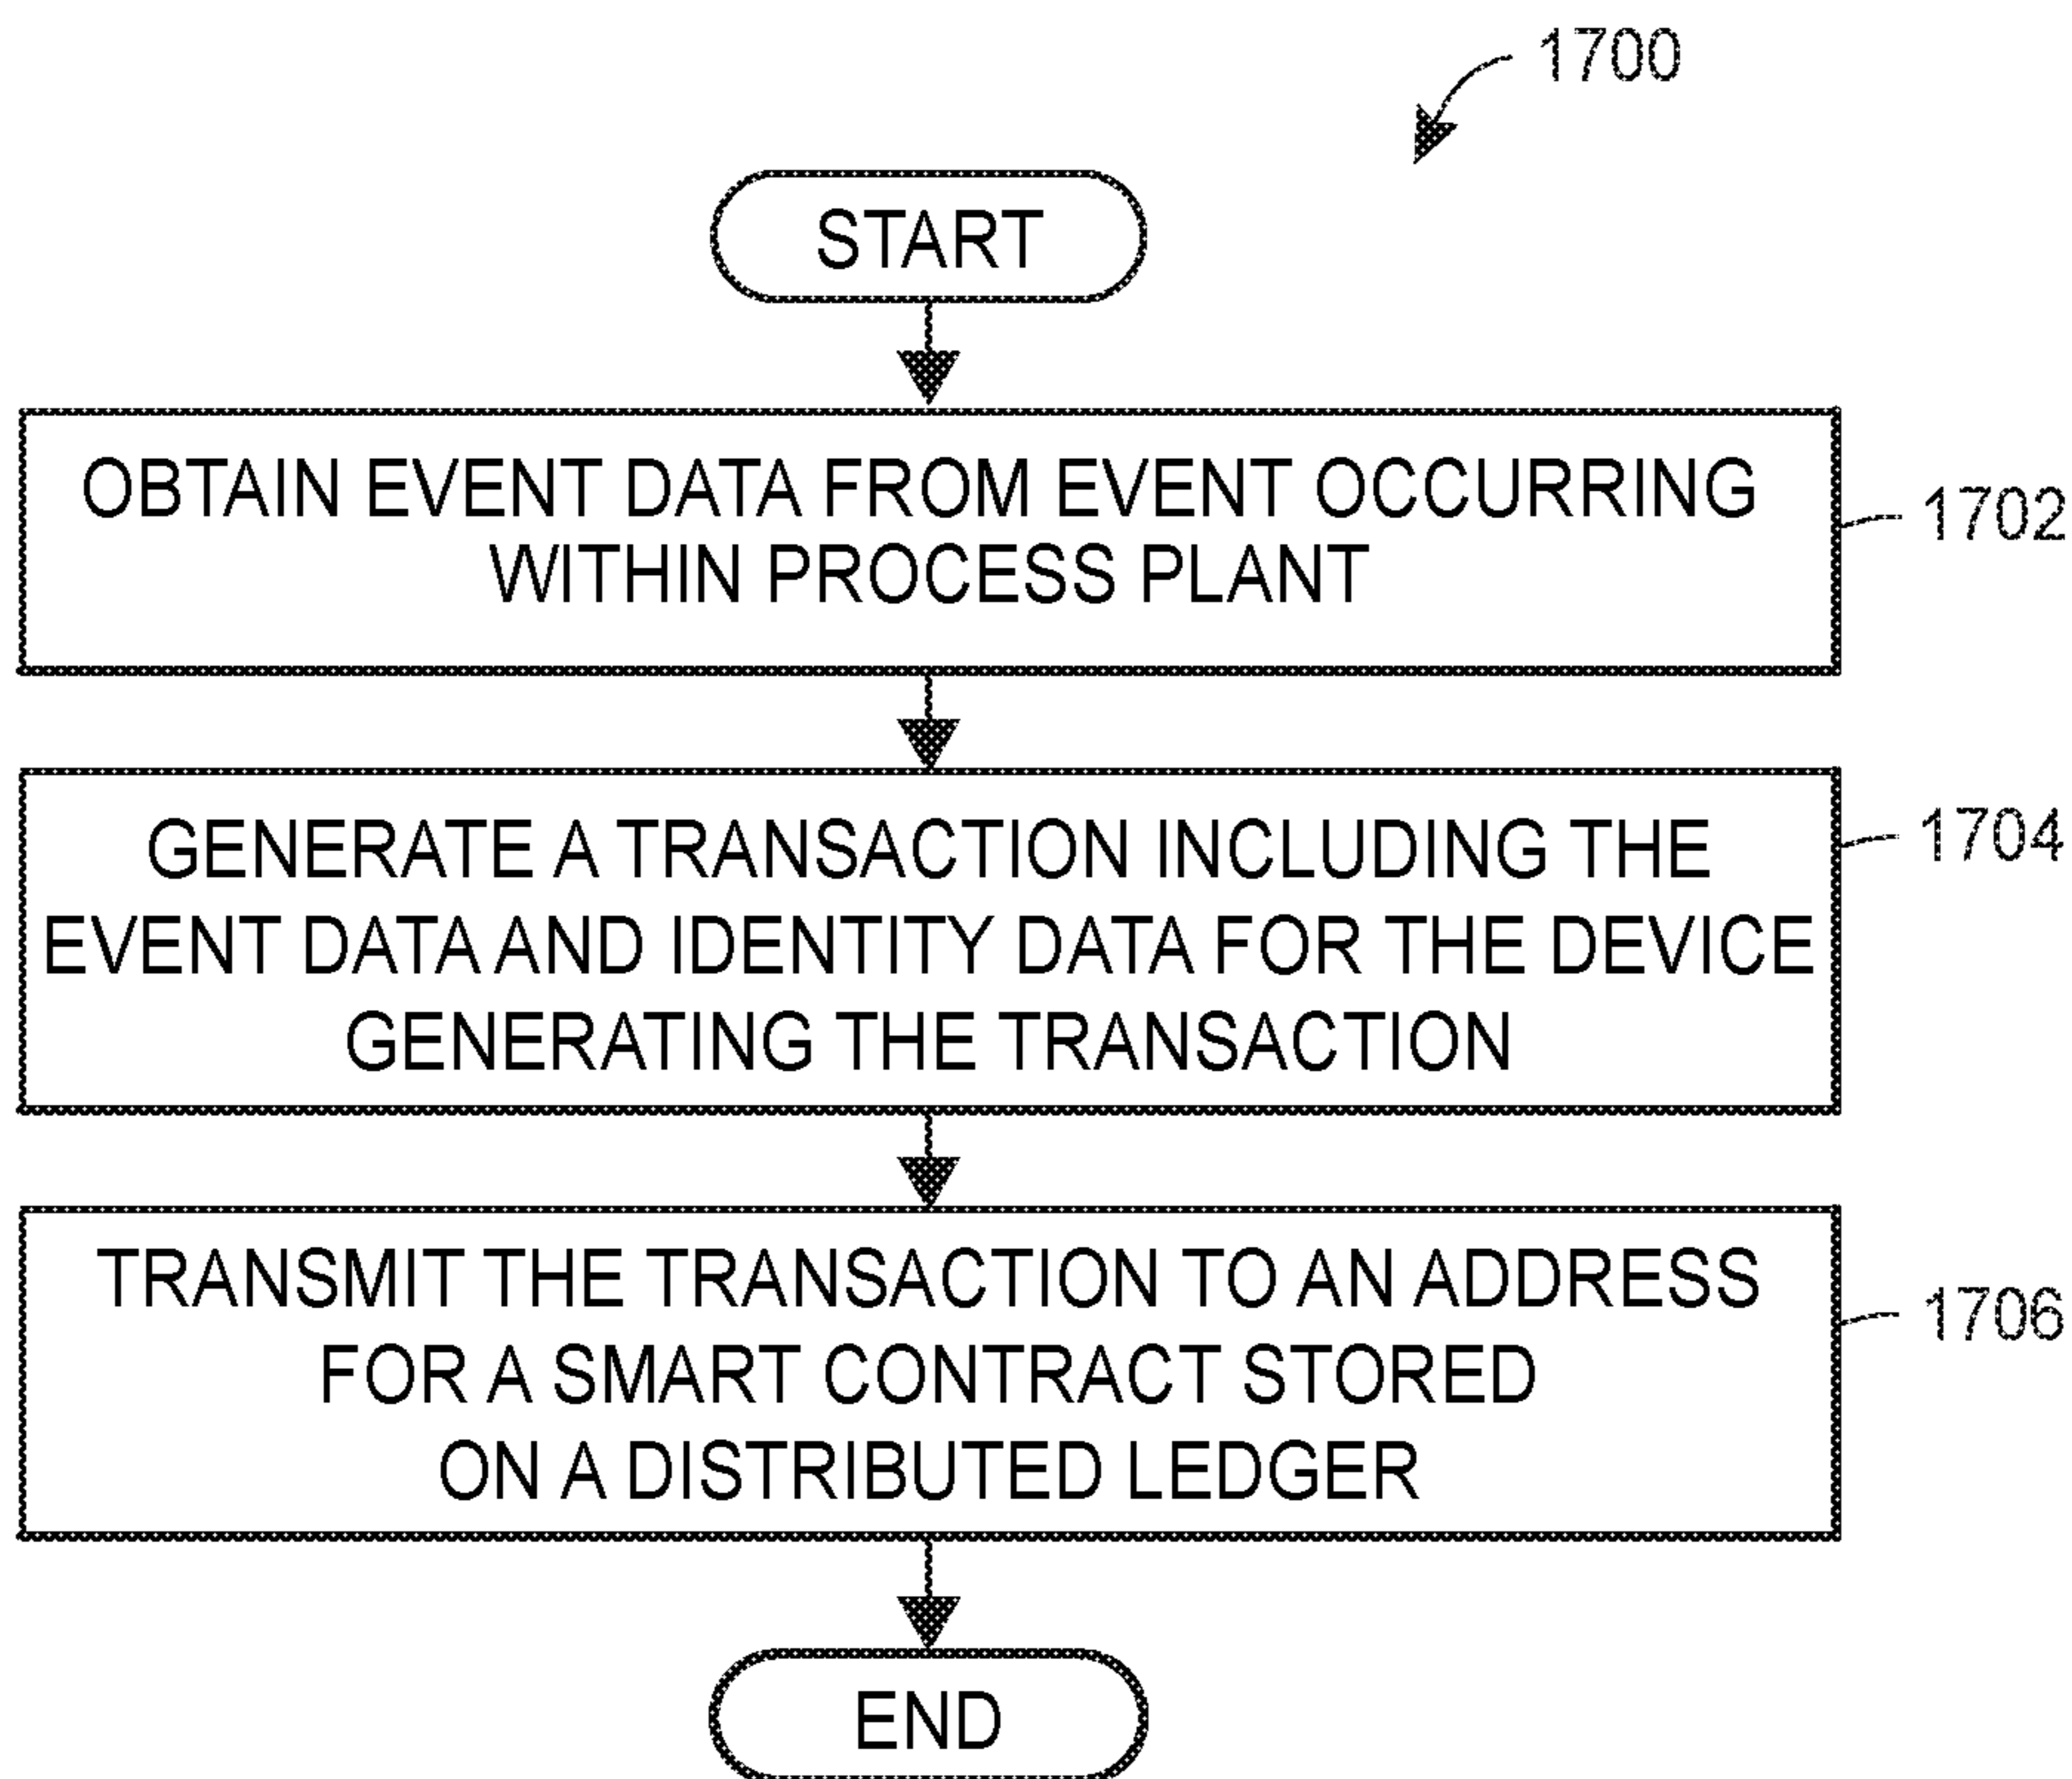 1700
START
OBTAIN EVENT DATA FROM EVENT OCCURRING
WITHIN PROCESS PLANT
1702
GENERATE A TRANSACTION INCLUDING THE
EVENT DATA AND IDENTITY DATA FOR THE DEVICE
GENERATING THE TRANSACTION
1704
TRANSMIT THE TRANSACTION TO AN ADDRESS
FOR A SMART CONTRACT STORED
ON A DISTRIBUTED LEDGER
1706
END